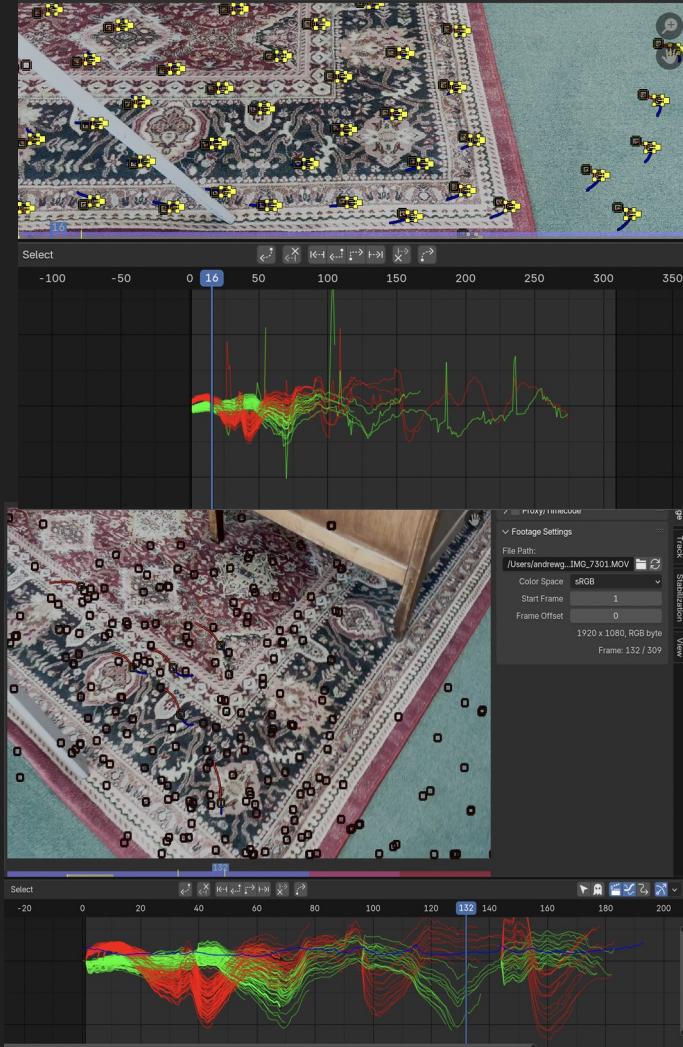 16
Select
-100 -50 0 16 50 100 150 200 250 300 350
Proxy/Timecode
Footage Settings
File Path:
/Users/andrewg...IMG_7301.MOV
Color Space sRGB
Start Frame 1
Frame Offset 0
1920 x 1080, RGB byte
Frame: 132 / 309
Track
Stabilization
View
132
Select
-20 0 20 40 60 80 100 120 132 140 160 180 200